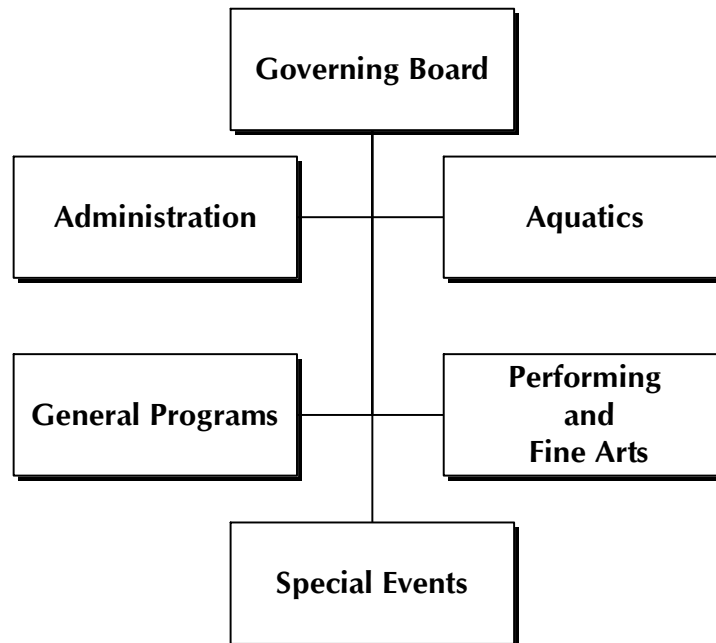 Governing Board
Administration
Aquatics
General Programs
Performing
and
Fine Arts
Special Events